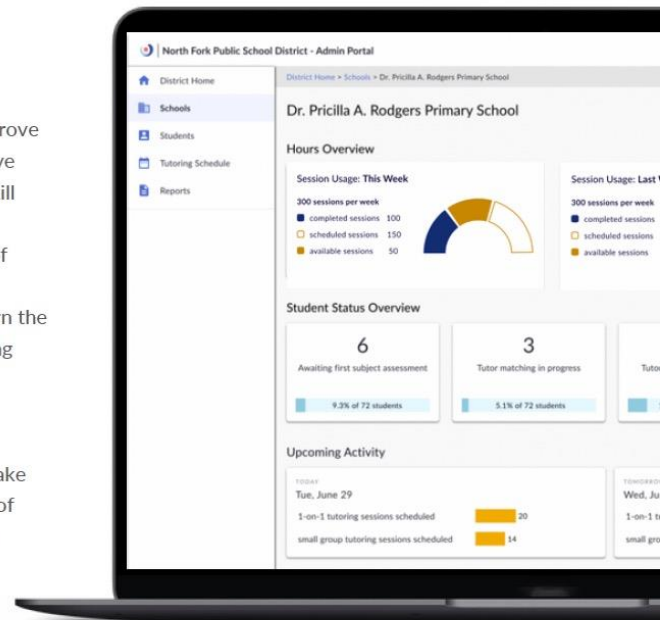 rove
ve
ill
f
n the
ng
ake
of
North Fork Public School District - Admin Portal
District Home
Schools
Students
Tutoring Schedule
Reports
District Home > Schools > Dr. Pricilla A. Rodgers Primary School
Dr. Pricilla A. Rodgers Primary School
Hours Overview
Session Usage: This Week
300 sessions per week
completed sessions 100
scheduled sessions 150
available sessions 50
Session Usage: Last
300 sessions per week
completed sessions
scheduled sessions
available sessions
Student Status Overview
6
Awaiting first subject assessment
9.3% of 72 students
3
Tutor matching in progress
5.1% of 72 students
Tutor
Upcoming Activity
TODAY
Tue, June 29
1-on-1 tutoring sessions scheduled 20
small group tutoring sessions scheduled 14
TOMORROW
Wed, Ju
1-on-1 t
small gro